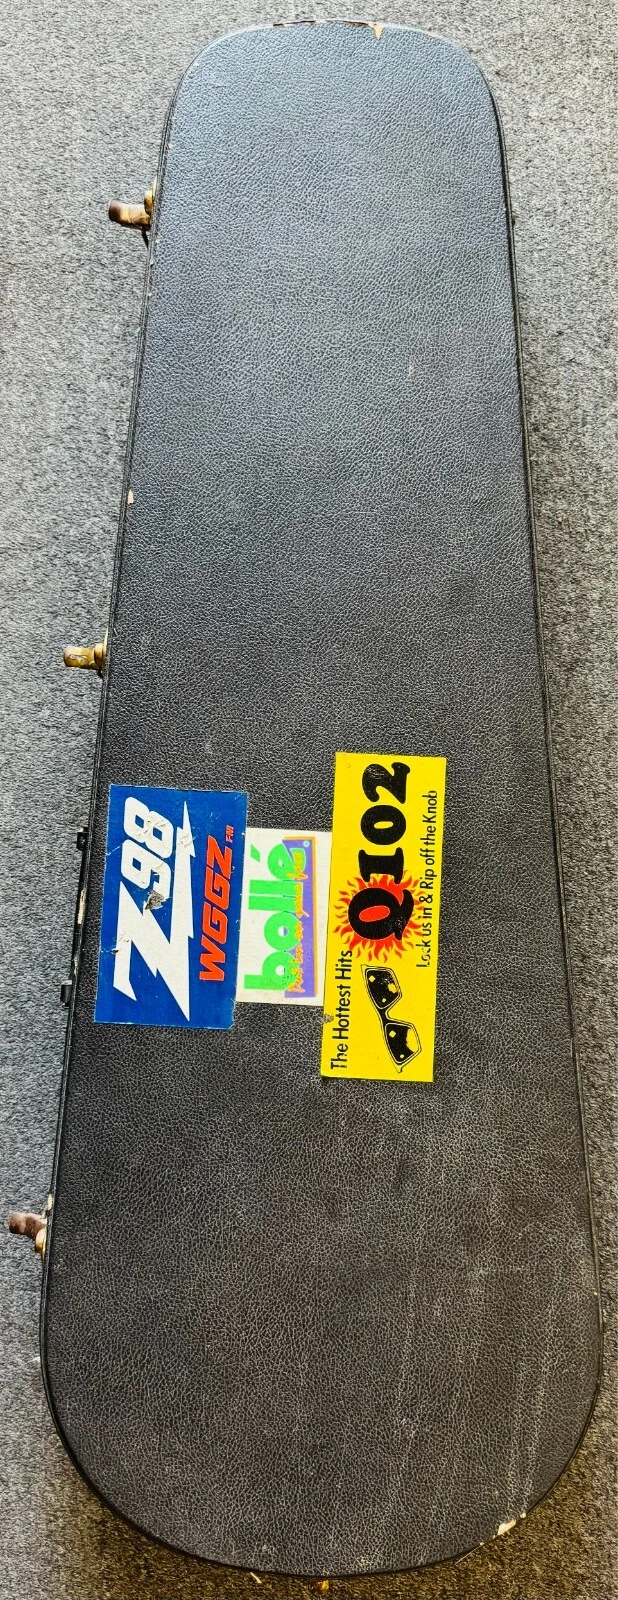 Z98
WGGZ FM
bollé
The Hottest Hits
Q102
Lock us in & Rip off the Knob